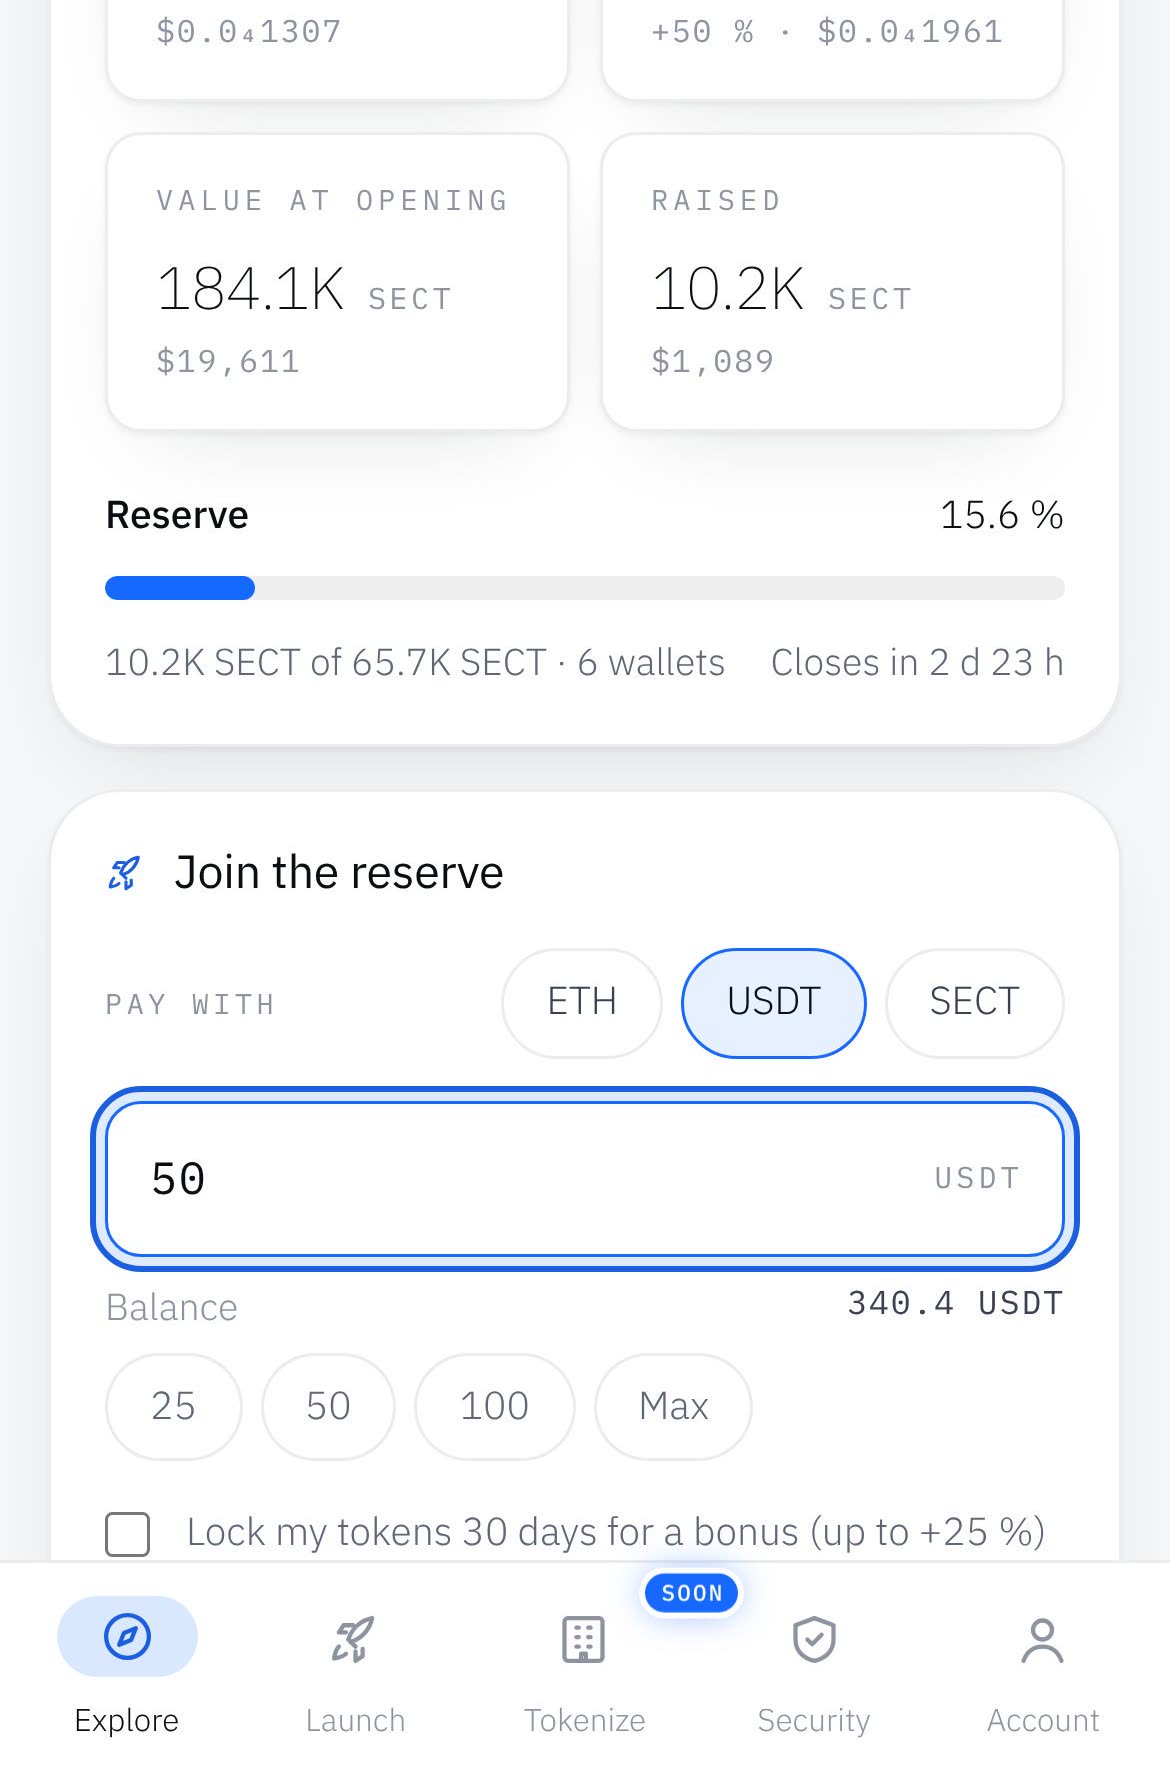 $0.0₄1307
+50 % · $0.0₄1961
VALUE AT OPENING
184.1K SECT
$19,611
RAISED
10.2K SECT
$1,089
Reserve 15.6 %
10.2K SECT of 65.7K SECT · 6 wallets Closes in 2 d 23 h
Join the reserve
PAY WITH ETH USDT SECT
50 USDT
Balance 340.4 USDT
25 50 100 Max
Lock my tokens 30 days for a bonus (up to +25 %)
SOON
Explore Launch Tokenize Security Account